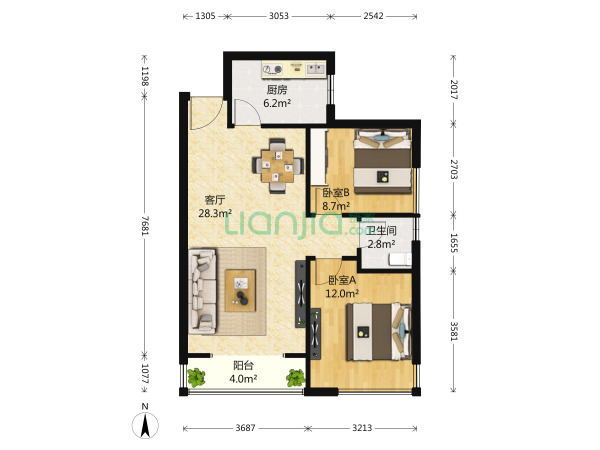 1305 3053 2542
1198
7681
1077
2017
2703
1655
3581
厨房
6.2m²
卧室B
8.7m²
客厅
28.3m²
Lianjia.com
卫生间
2.8m²
卧室A
12.0m²
阳台
4.0m²
N
3687 3213